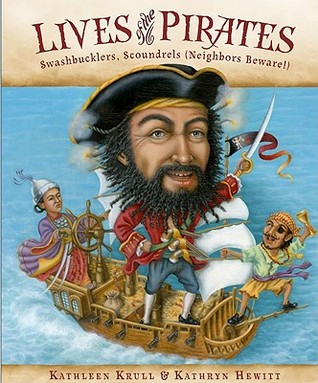 LIVES of the PIRATES
Swashbucklers, Scoundrels (Neighbors Beware!)
KATHLEEN KRULL & KATHRYN HEWITT